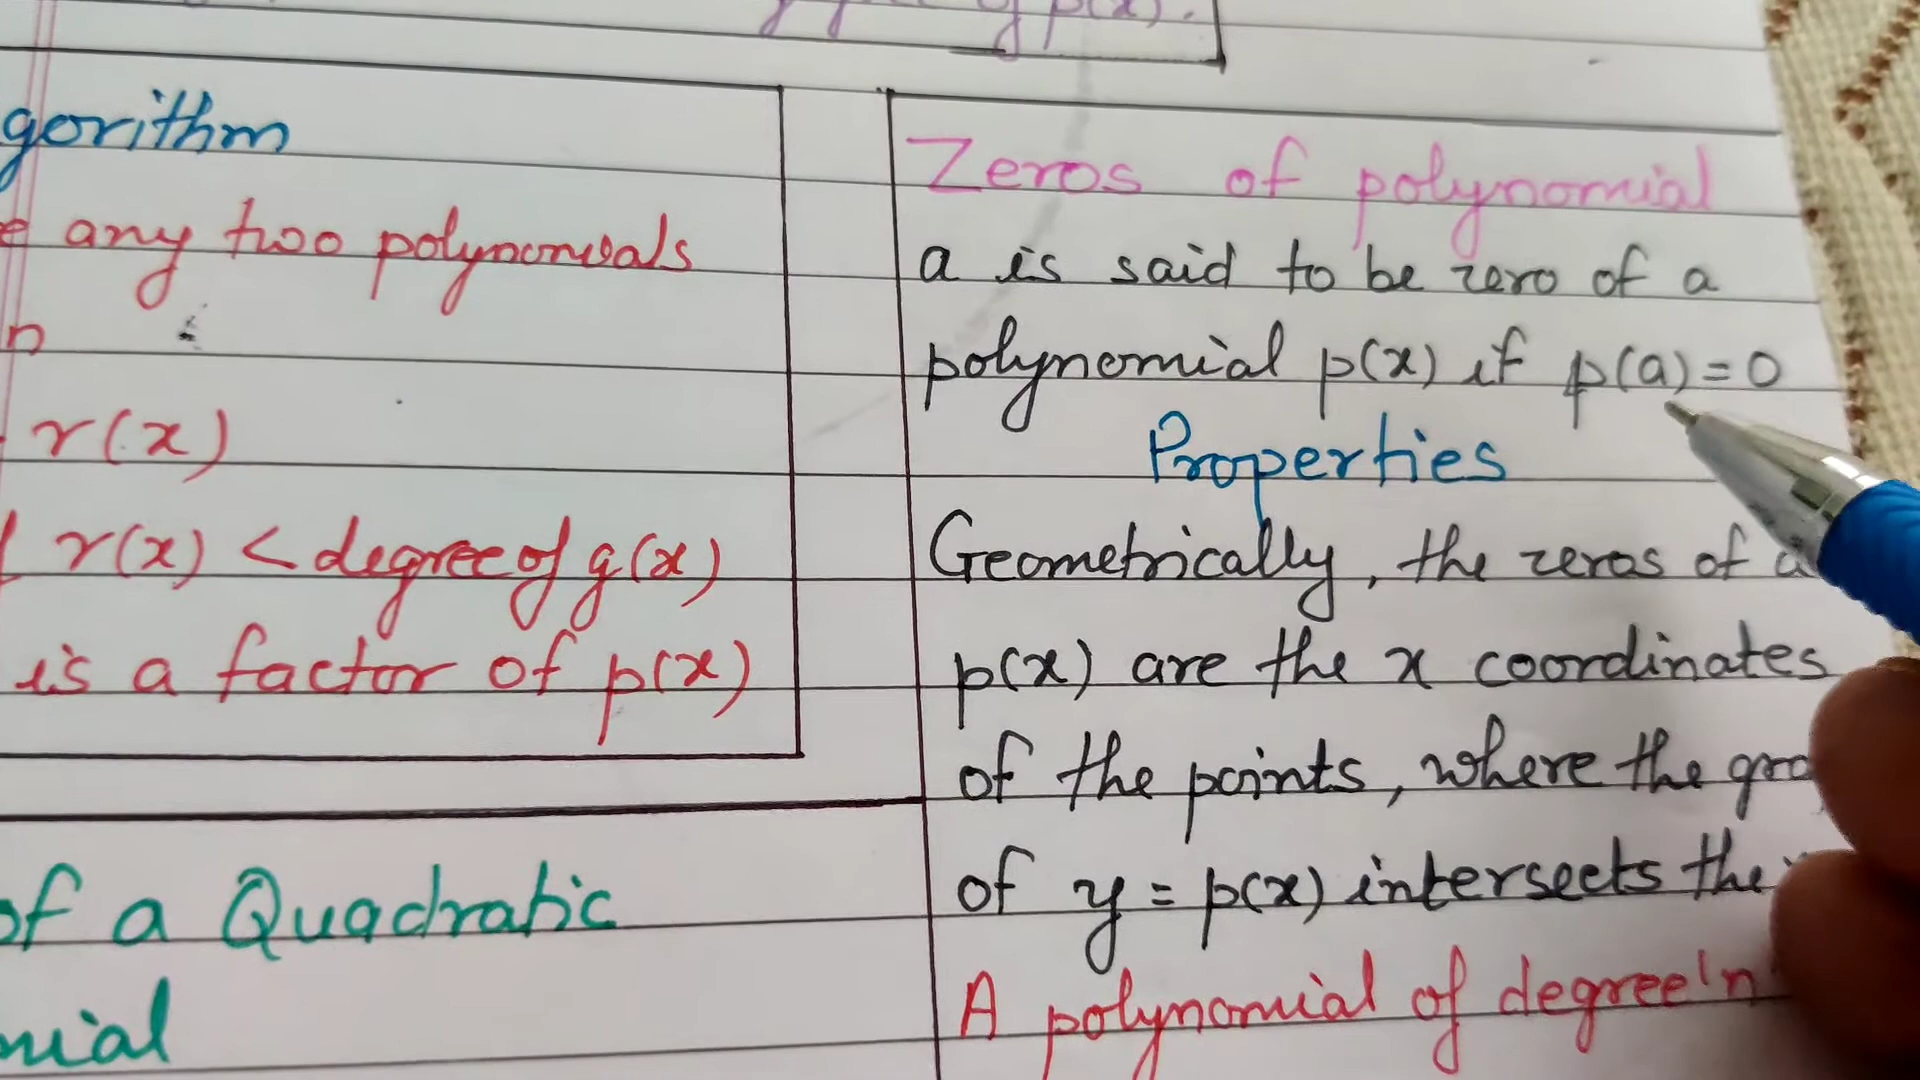 p(x).
gorithm
any two polynomials
n
r(x)
r(x) < degree of g(x)
is a factor of p(x)
of a Quadratic
nial
Zeros of polynomial
a is said to be zero of a
polynomial p(x) if p(a) = 0
Properties
Geometrically, the zeros of a
p(x) are the x coordinates
of the points, where the gra
of y = p(x) intersects the
A polynomial of degree 'n'